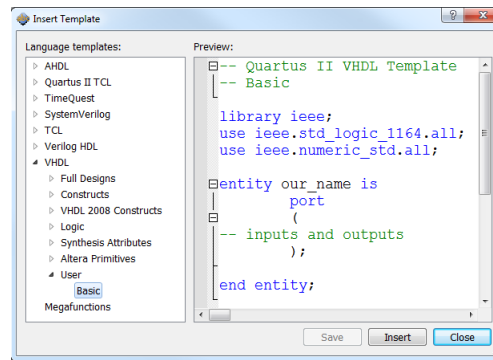 Insert Template
Language templates:
AHDL
Quartus II TCL
TimeQuest
SystemVerilog
TCL
Verilog HDL
VHDL
Full Designs
Constructs
VHDL 2008 Constructs
Logic
Synthesis Attributes
Altera Primitives
User
Basic
Megafunctions
Preview:
-- Quartus II VHDL Template
-- Basic
library ieee;
use ieee.std_logic_1164.all;
use ieee.numeric_std.all;
entity our_name is
port
(
-- inputs and outputs
);
end entity;
Save Insert Close